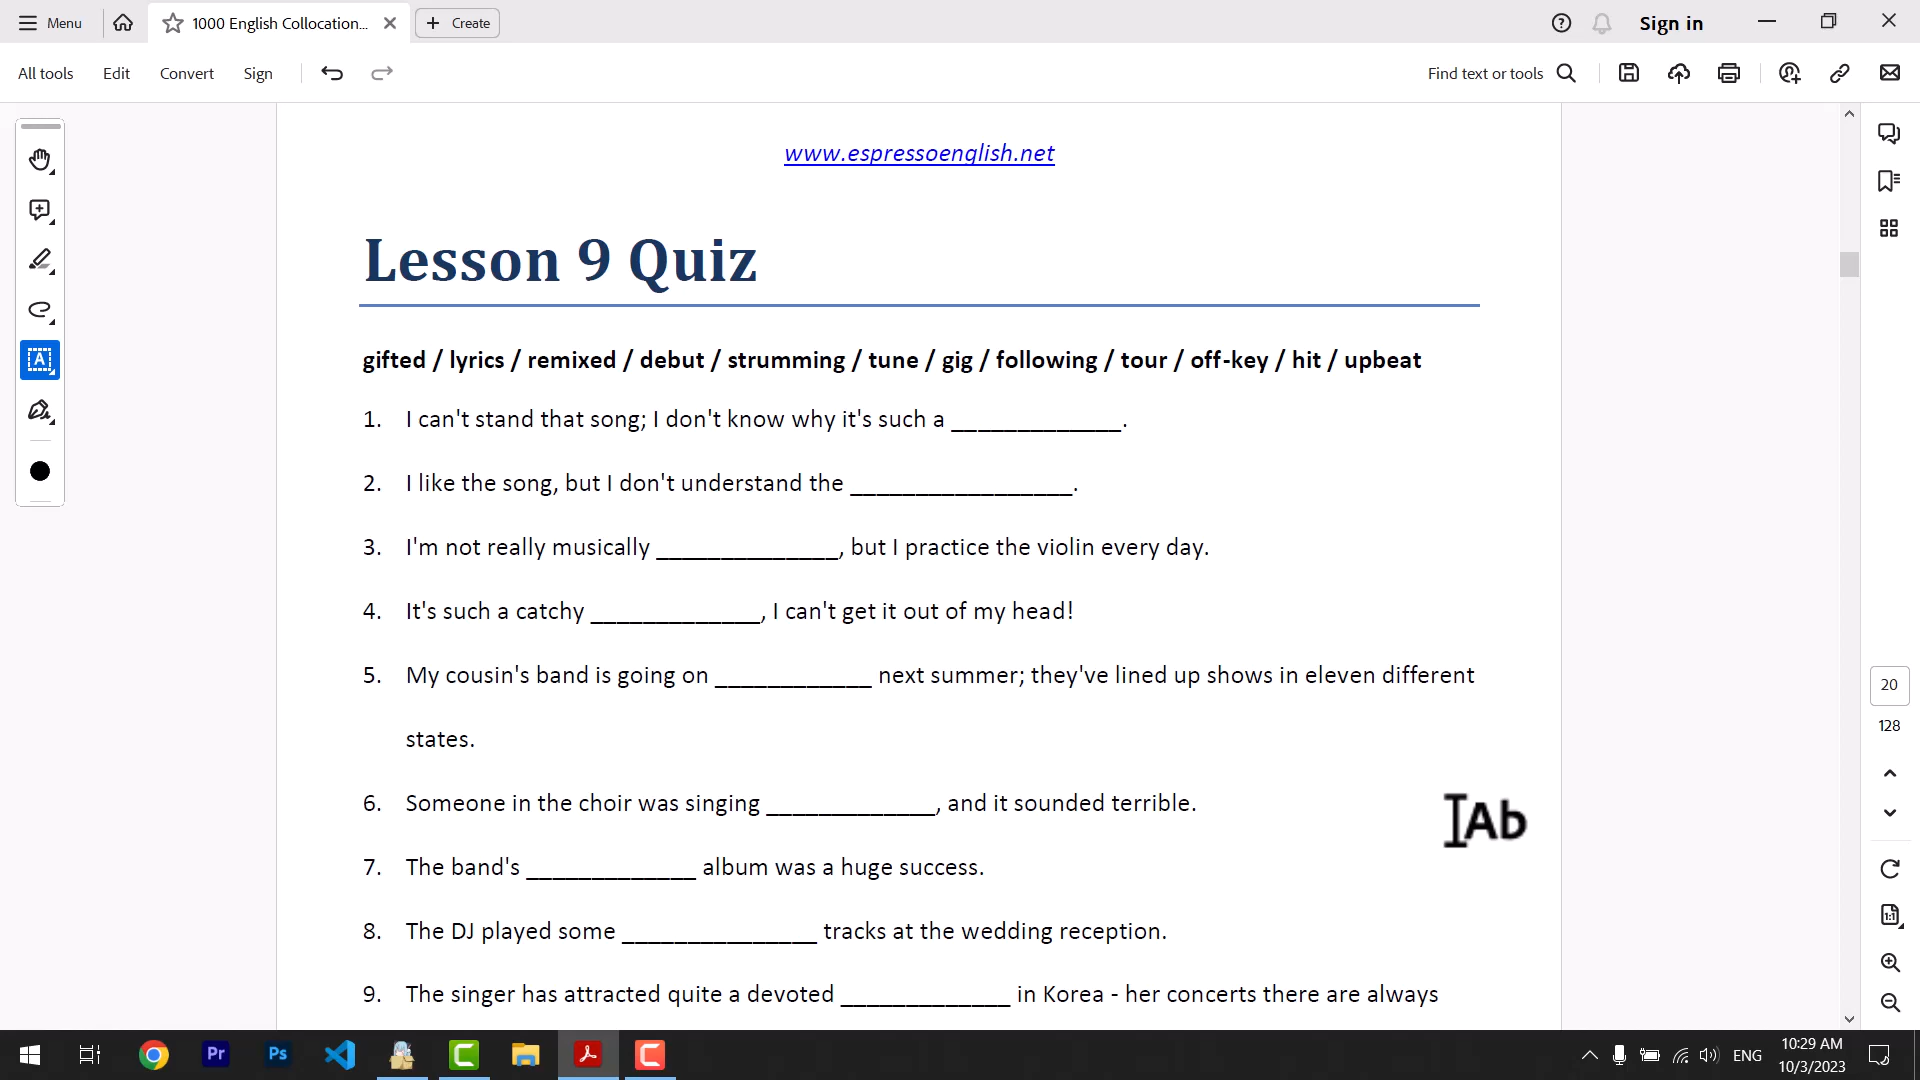 Menu
1000 English Collocation...
Create
Sign in
All tools
Edit
Convert
Sign
Find text or tools
www.espressoenglish.net
Lesson 9 Quiz
gifted / lyrics / remixed / debut / strumming / tune / gig / following / tour / off-key / hit / upbeat
1. I can't stand that song; I don't know why it's such a _____________.
2. I like the song, but I don't understand the _________________.
3. I'm not really musically ______________, but I practice the violin every day.
4. It's such a catchy _____________, I can't get it out of my head!
5. My cousin's band is going on ____________ next summer; they've lined up shows in eleven different
states.
6. Someone in the choir was singing _____________, and it sounded terrible.
7. The band's _____________ album was a huge success.
8. The DJ played some _______________ tracks at the wedding reception.
9. The singer has attracted quite a devoted _____________ in Korea - her concerts there are always
Ab
20
128
1:1
Pr
Ps
ENG
10:29 AM
10/3/2023